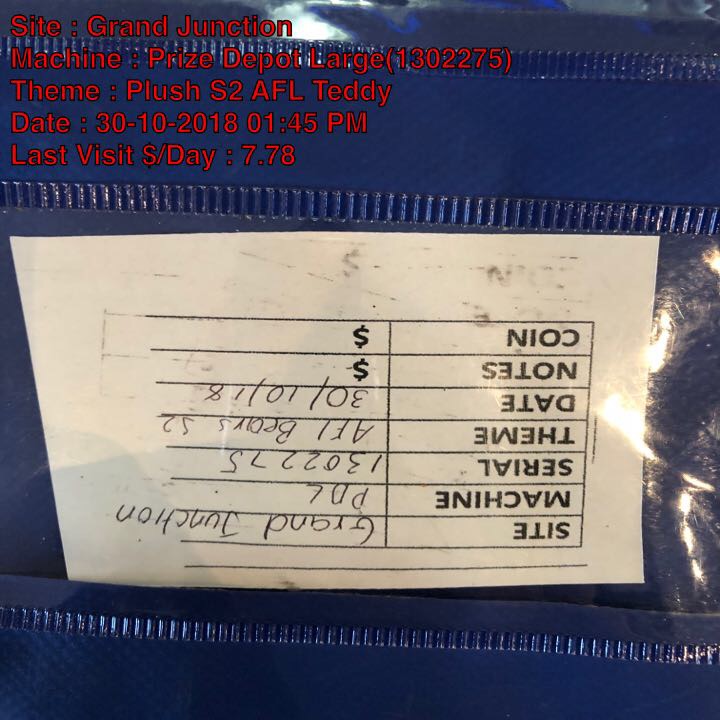 Site : Grand Junction
Machine : Prize Depot Large(1302275)
Theme : Plush S2 AFL Teddy
Date : 30-10-2018 01:45 PM
Last Visit $/Day : 7.78
SITE Grand Junction
MACHINE PDL
SERIAL 1302275
THEME AFL Bears S2
DATE 30/10/18
NOTES $
COIN $